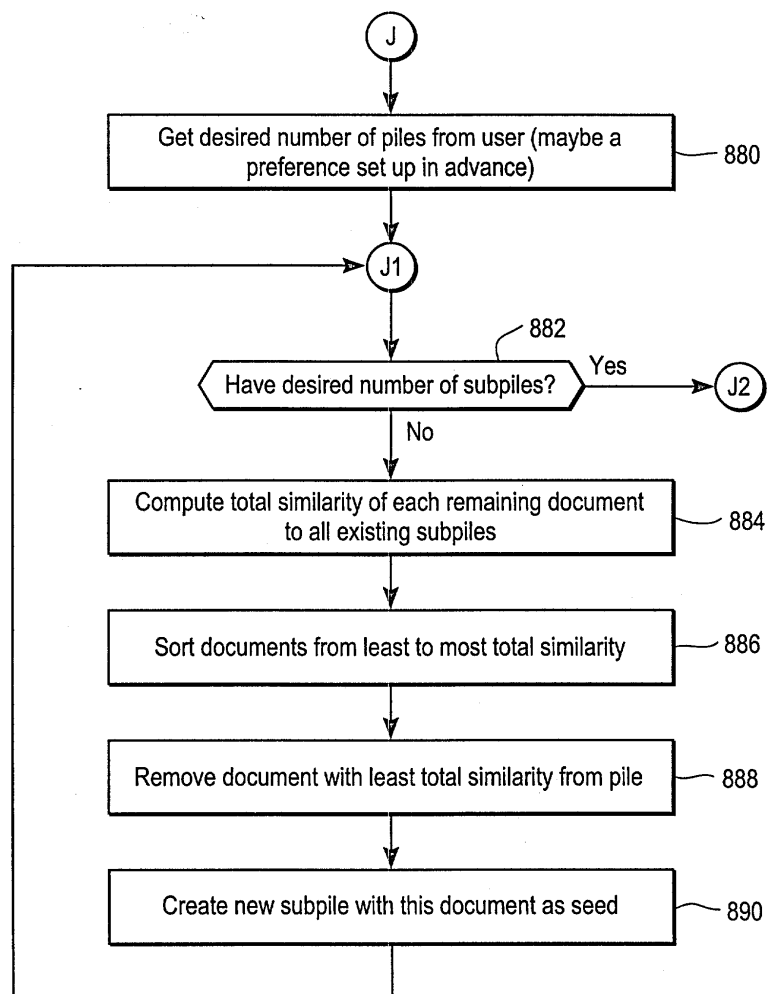 J
Get desired number of piles from user (maybe a
preference set up in advance)
880
J1
882
Have desired number of subpiles?
Yes
J2
No
Compute total similarity of each remaining document
to all existing subpiles
884
Sort documents from least to most total similarity
886
Remove document with least total similarity from pile
888
Create new subpile with this document as seed
890